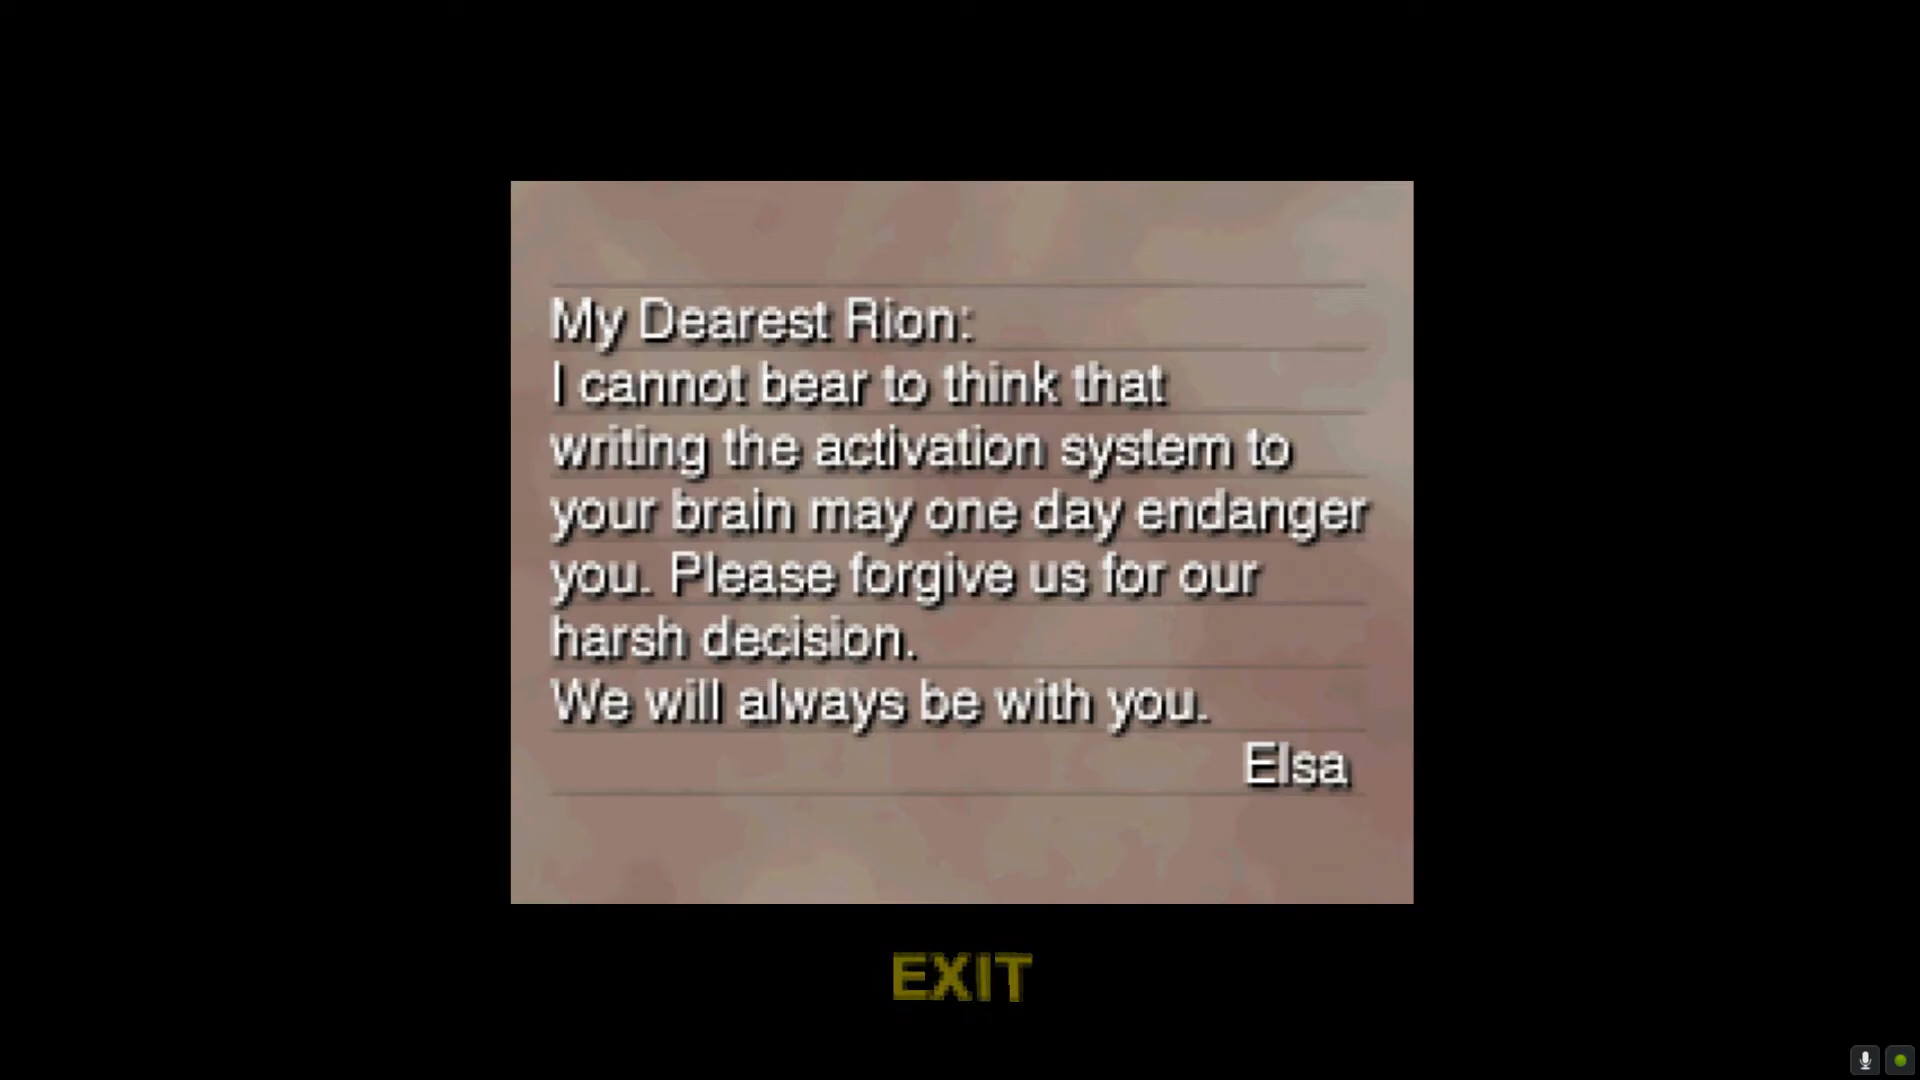 My Dearest Rion:
I cannot bear to think that
writing the activation system to
your brain may one day endanger
you. Please forgive us for our
harsh decision.
We will always be with you.
Elsa
EXIT